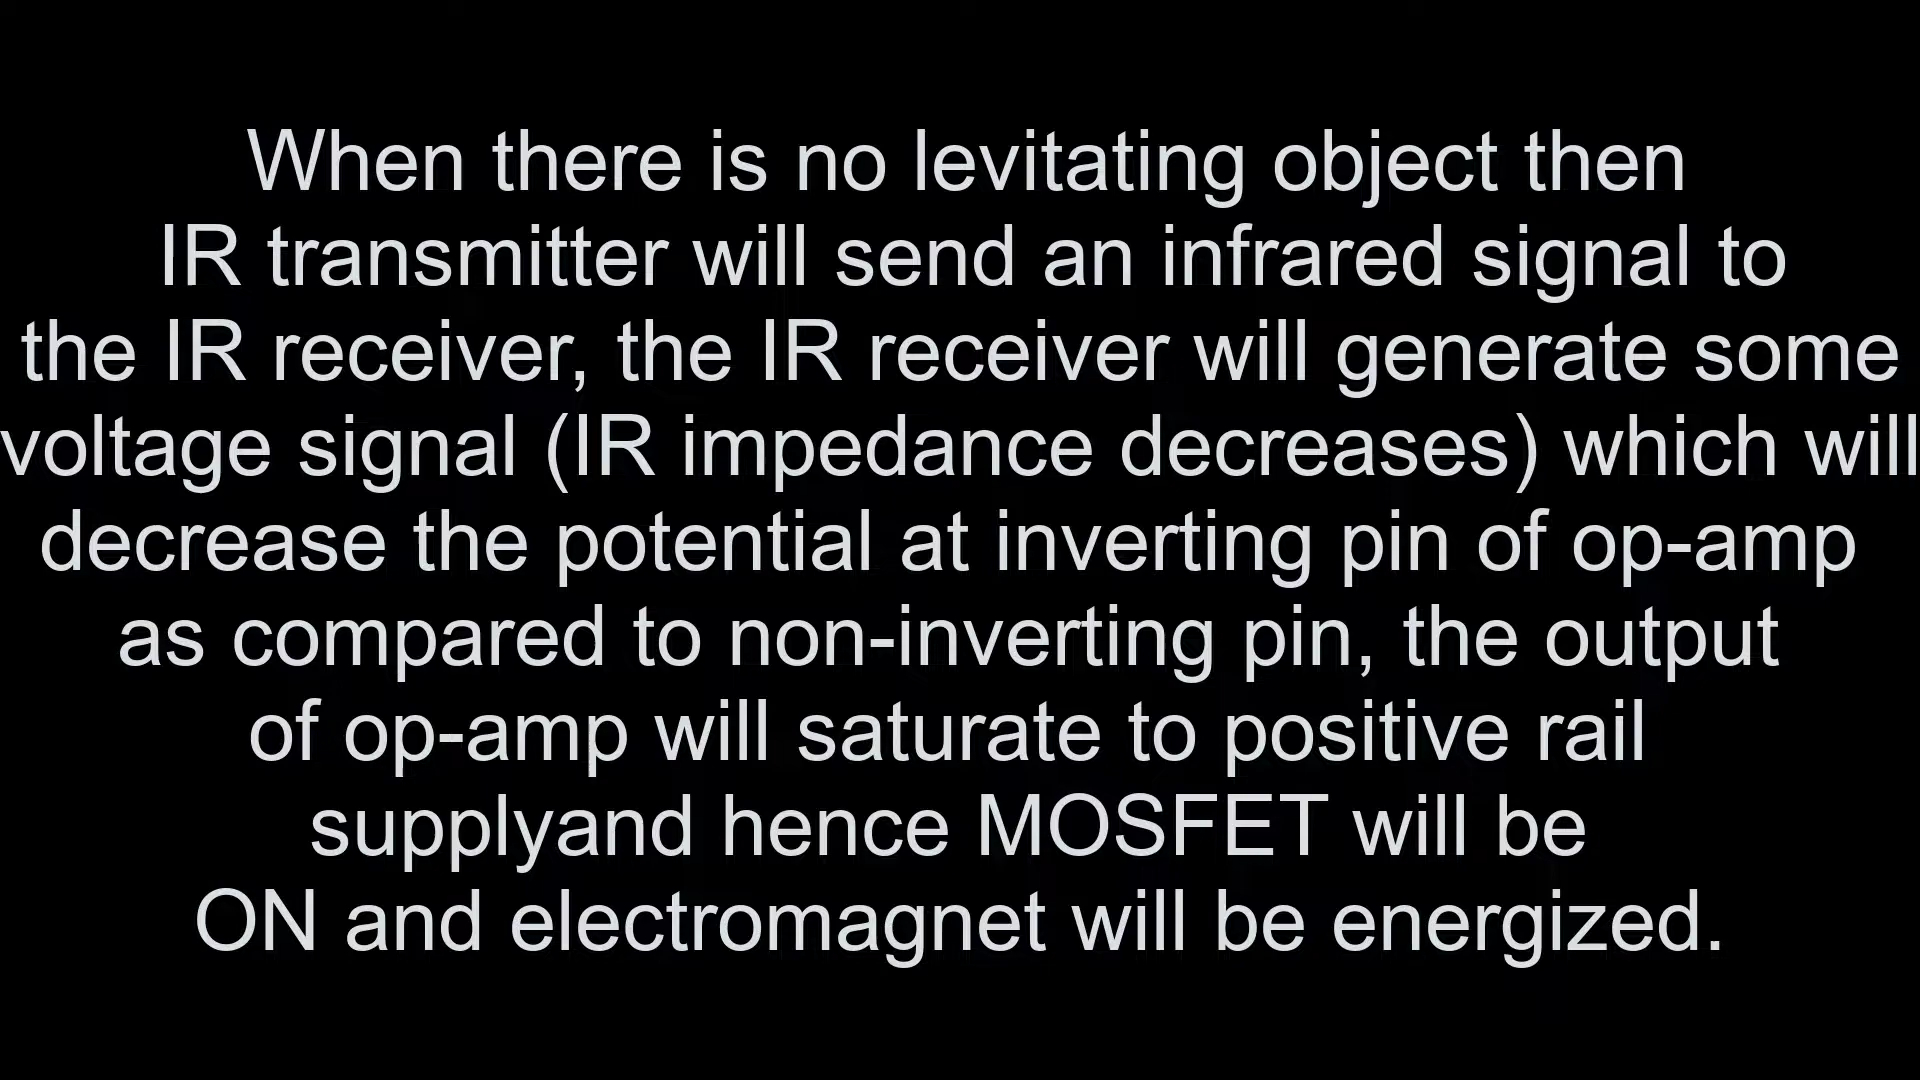 When there is no levitating object then
IR transmitter will send an infrared signal to
the IR receiver, the IR receiver will generate some
voltage signal (IR impedance decreases) which will
decrease the potential at inverting pin of op-amp
as compared to non-inverting pin, the output
of op-amp will saturate to positive rail
supplyand hence MOSFET will be
ON and electromagnet will be energized.